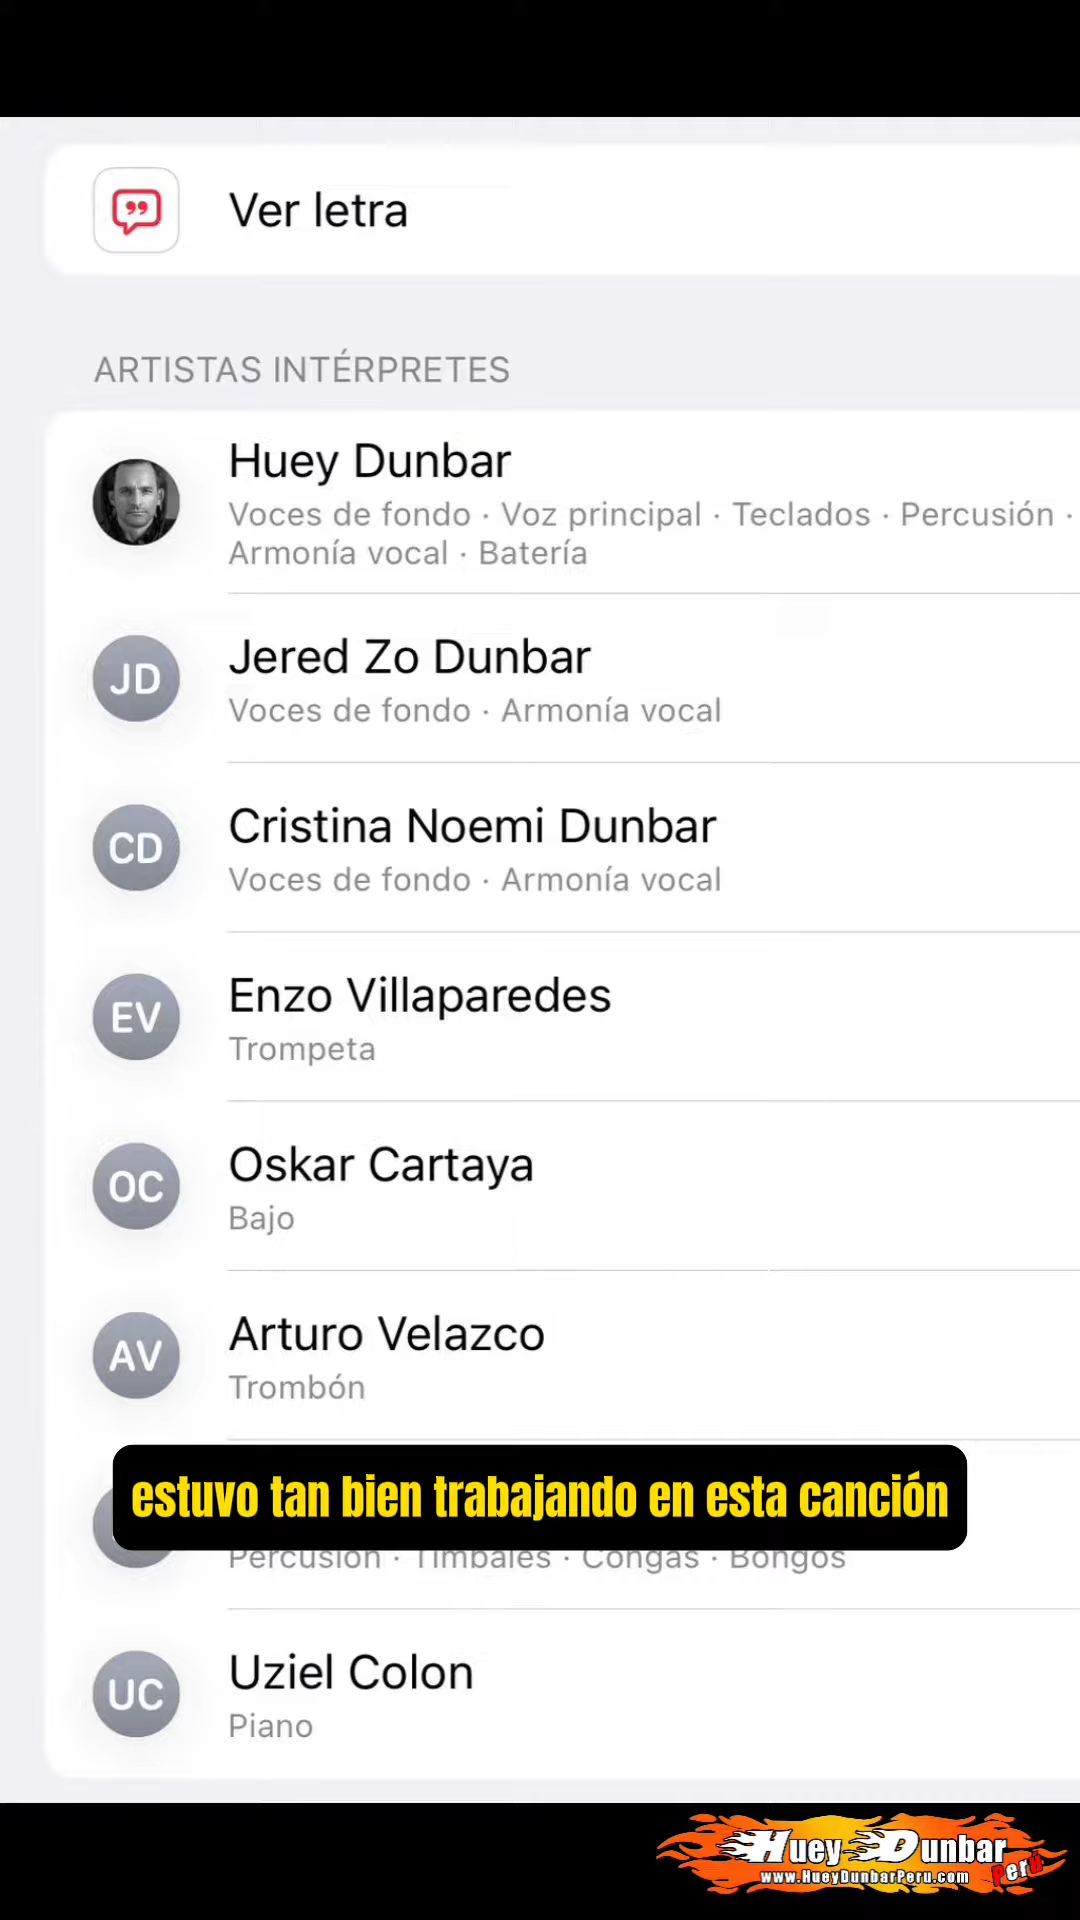 Ver letra
ARTISTAS INTÉRPRETES
Huey Dunbar
Voces de fondo · Voz principal · Teclados · Percusión ·
Armonía vocal · Batería
JD
Jered Zo Dunbar
Voces de fondo · Armonía vocal
CD
Cristina Noemi Dunbar
Voces de fondo · Armonía vocal
EV
Enzo Villaparedes
Trompeta
OC
Oskar Cartaya
Bajo
AV
Arturo Velazco
Trombón
estuvo tan bien trabajando en esta canción
Percusión · Timbales · Congas · Bongos
UC
Uziel Colon
Piano
Huey Dunbar
Perú
www.HueyDunbarPeru.com